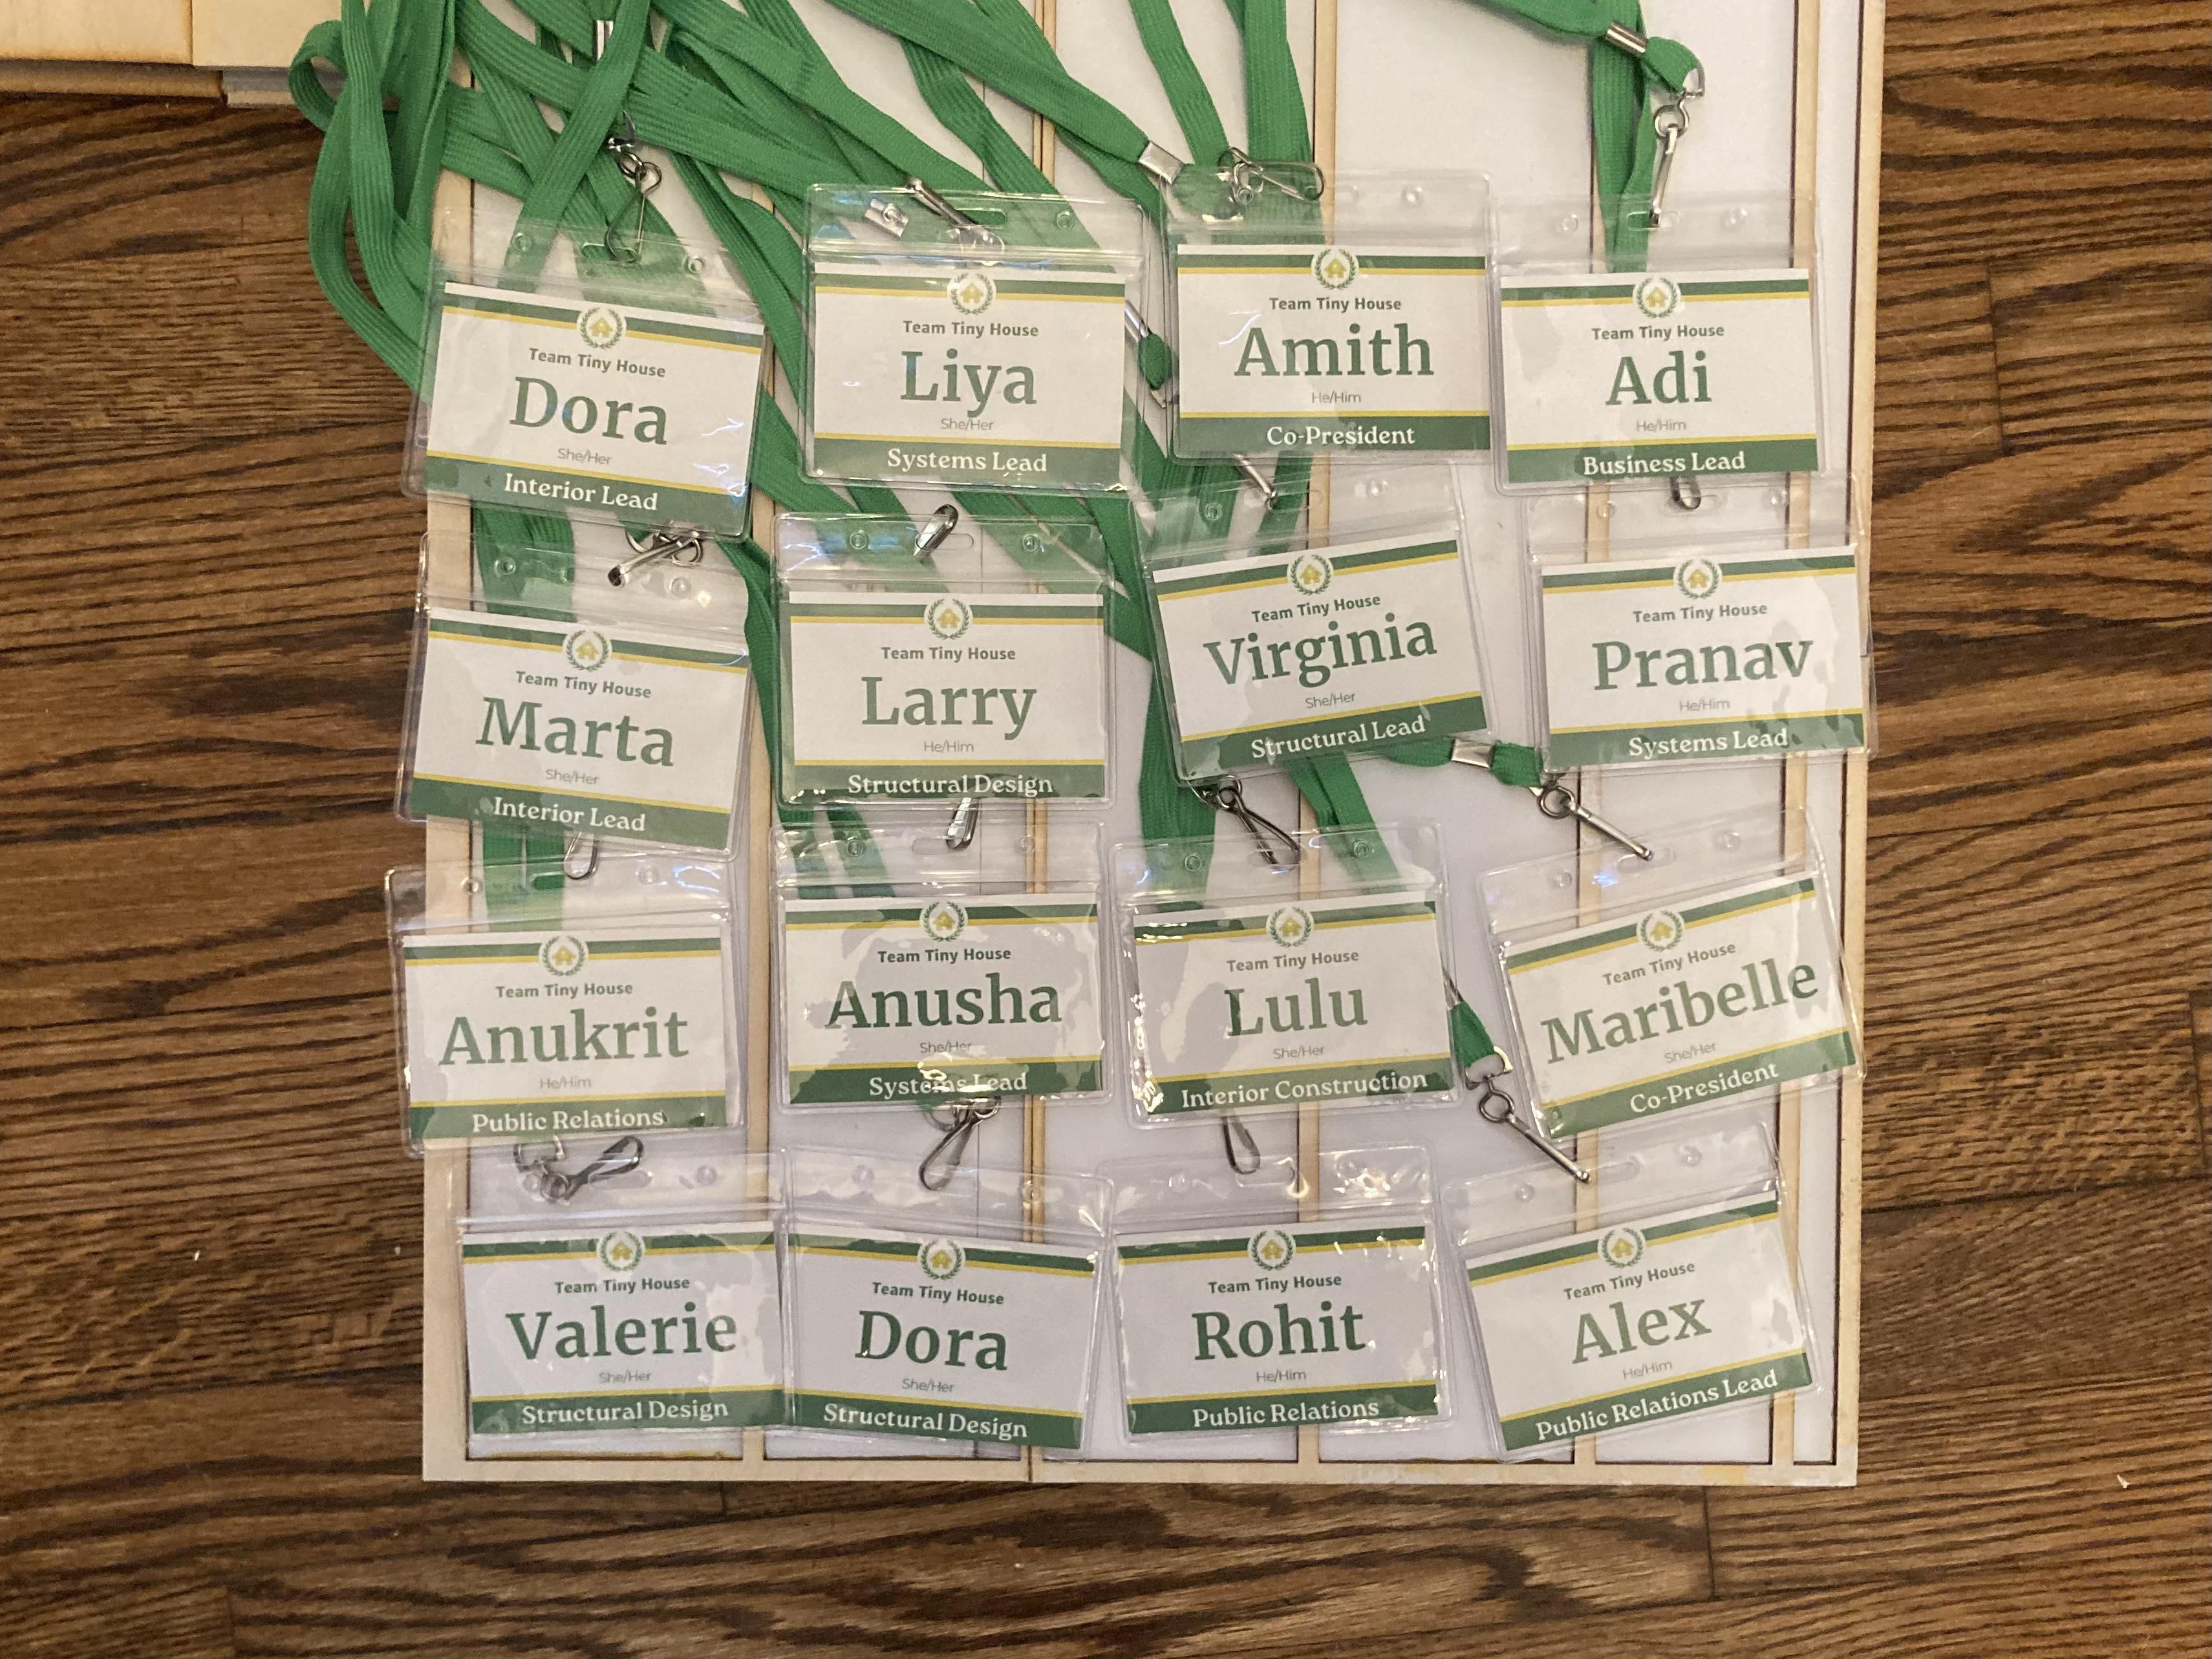 Team Tiny House
Dora
She/Her
Interior Lead
Team Tiny House
Liya
She/Her
Systems Lead
Team Tiny House
Amith
He/Him
Co-President
Team Tiny House
Adi
He/Him
Business Lead
Team Tiny House
Marta
She/Her
Interior Lead
Team Tiny House
Larry
He/Him
Structural Design
Team Tiny House
Virginia
She/Her
Structural Lead
Team Tiny House
Pranav
He/Him
Systems Lead
Team Tiny House
Anukrit
He/Him
Public Relations
Team Tiny House
Anusha
She/Her
Systems Lead
Team Tiny House
Lulu
She/Her
Interior Construction
Team Tiny House
Maribelle
She/Her
Co-President
Team Tiny House
Valerie
She/Her
Structural Design
Team Tiny House
Dora
She/Her
Structural Design
Team Tiny House
Rohit
He/Him
Public Relations
Team Tiny House
Alex
He/Him
Public Relations Lead